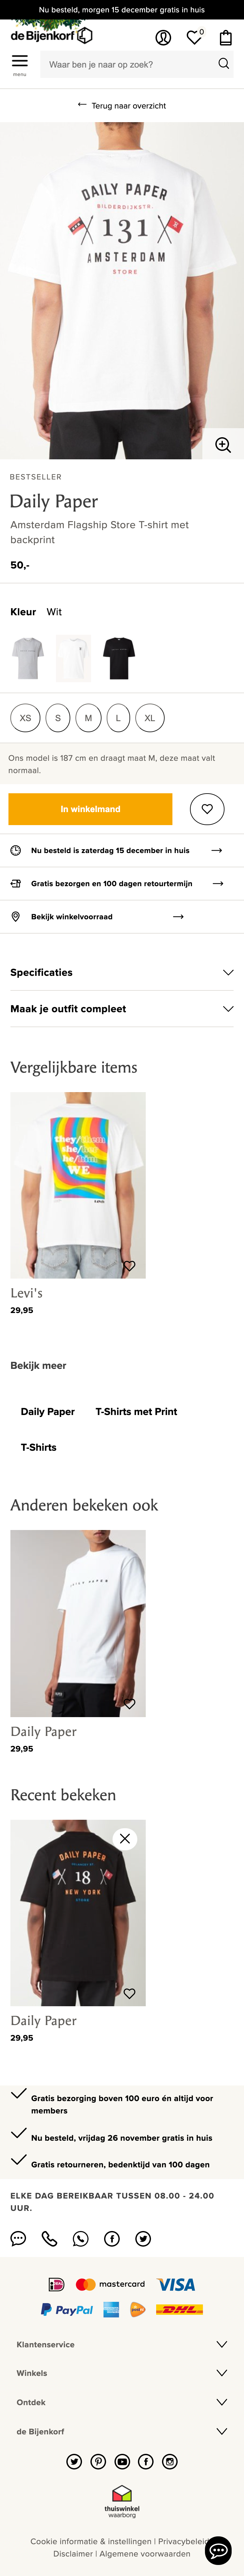 Nu besteld, morgen 15 december gratis in huis
de Bijenkorf
0
menu
Waar ben je naar op zoek?
← Terug naar overzicht
DAILY PAPER
BILDERDIJKSTR.
131
AMSTERDAM
STORE
BESTSELLER
Daily Paper
Amsterdam Flagship Store T-shirt met
backprint
50,-
Kleur Wit
XS S M L XL
Ons model is 187 cm en draagt maat M, deze maat valt
normaal.
In winkelmand
Nu besteld is zaterdag 15 december in huis →
Gratis bezorgen en 100 dagen retourtermijn →
Bekijk winkelvoorraad →
Specificaties
Maak je outfit compleet
Vergelijkbare items
they/them
she/her
he/him
WE
Levi's
29,95
Bekijk meer
Daily Paper T-Shirts met Print
T-Shirts
Anderen bekeken ook
DAILY PAPER
Daily Paper
29,95
Recent bekeken
DAILY PAPER
18
NEW YORK
STORE
Daily Paper
29,95
Gratis bezorging boven 100 euro én altijd voor
members
Nu besteld, vrijdag 26 november gratis in huis
Gratis retourneren, bedenktijd van 100 dagen
ELKE DAG BEREIKBAAR TUSSEN 08.00 - 24.00
UUR.
iDEAL mastercard VISA
PayPal DHL
Klantenservice
Winkels
Ontdek
de Bijenkorf
thuiswinkel
waarborg
Cookie informatie & instellingen | Privacybeleid
Disclaimer | Algemene voorwaarden